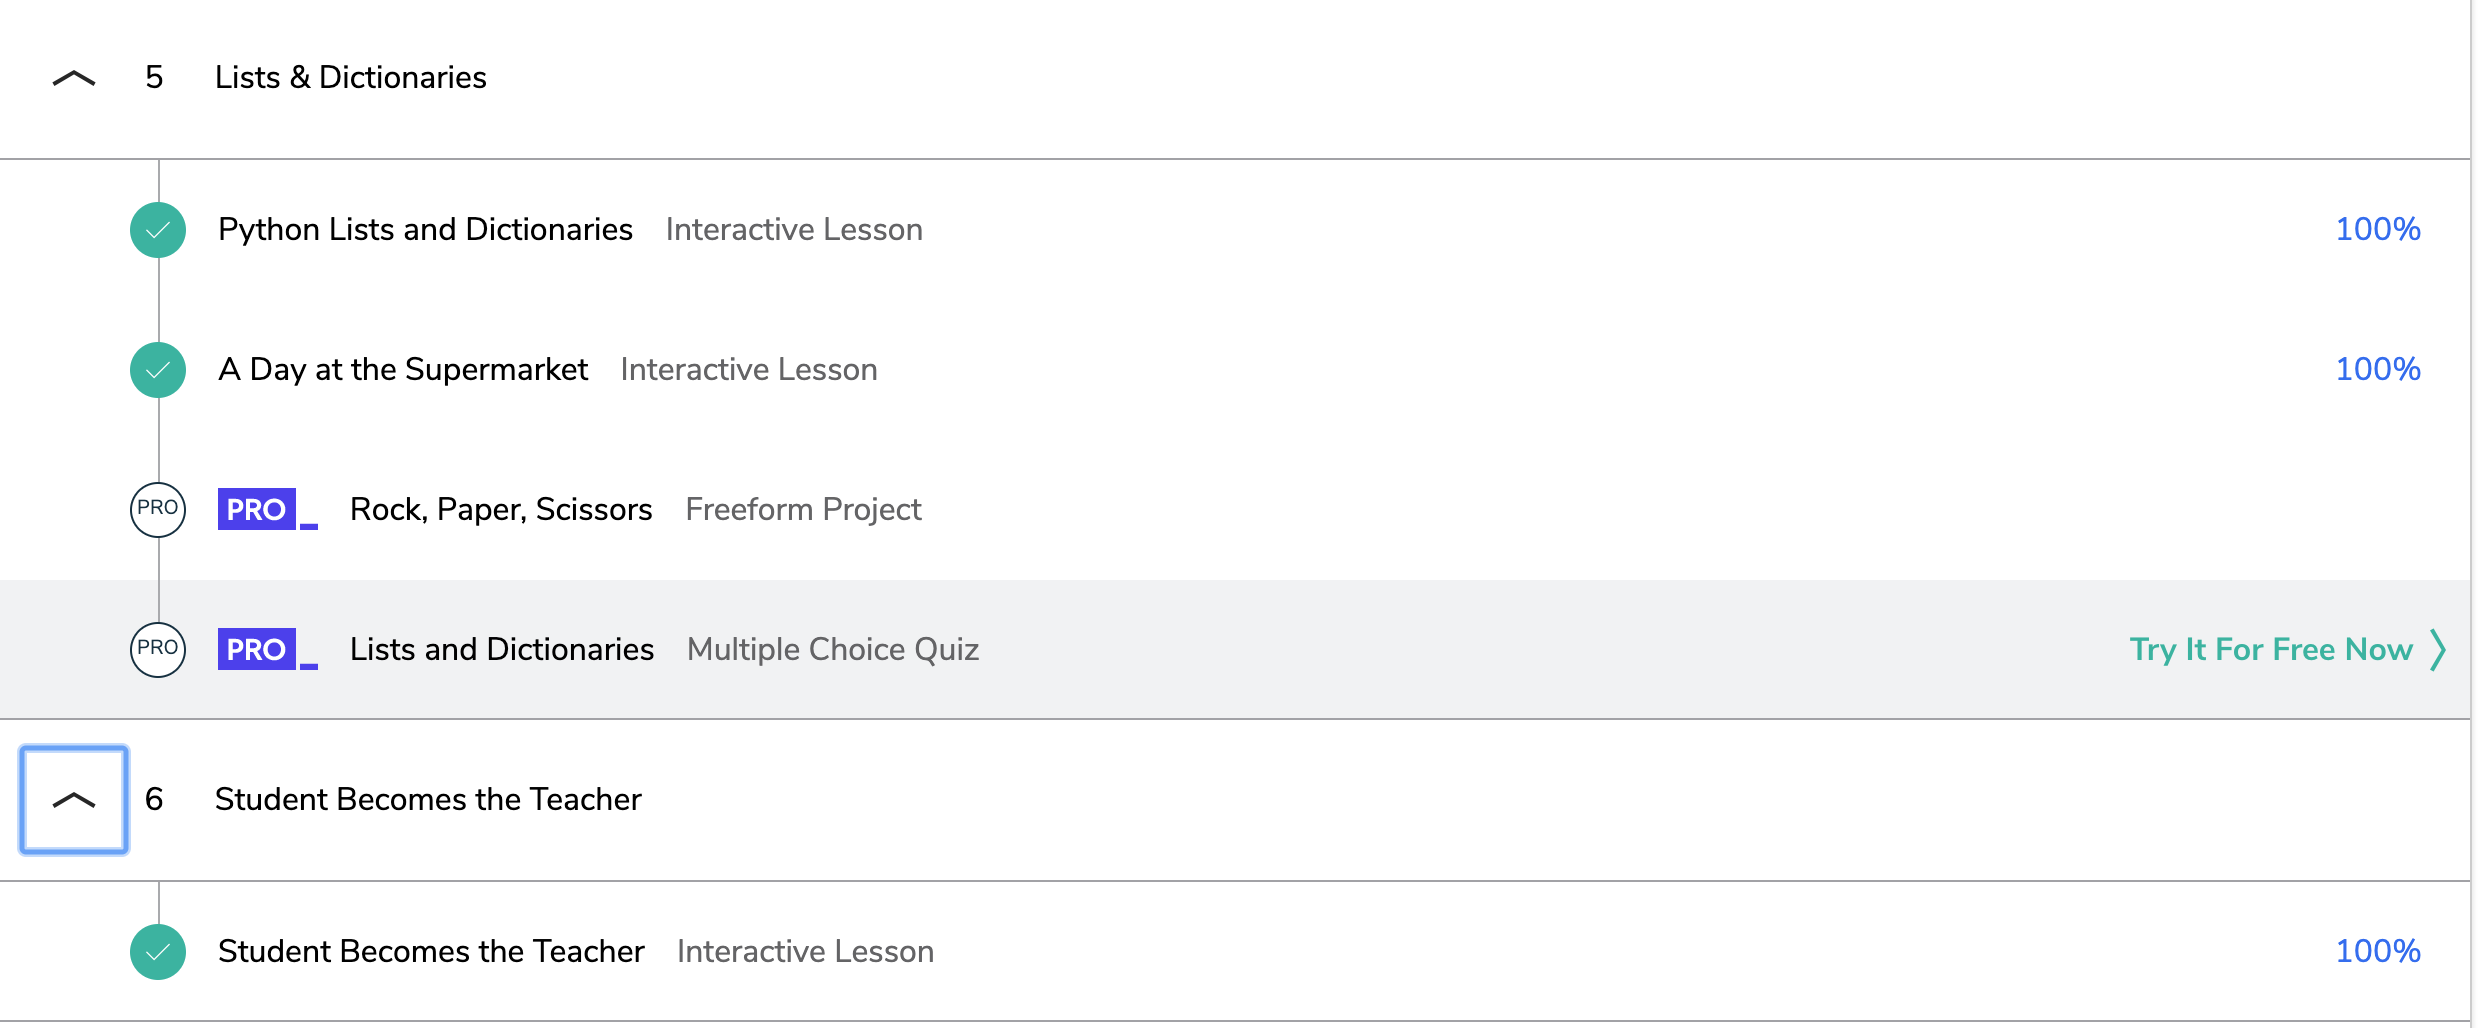 5 Lists & Dictionaries
Python Lists and Dictionaries Interactive Lesson 100%
A Day at the Supermarket Interactive Lesson 100%
PRO PRO_ Rock, Paper, Scissors Freeform Project
PRO PRO_ Lists and Dictionaries Multiple Choice Quiz Try It For Free Now
6 Student Becomes the Teacher
Student Becomes the Teacher Interactive Lesson 100%